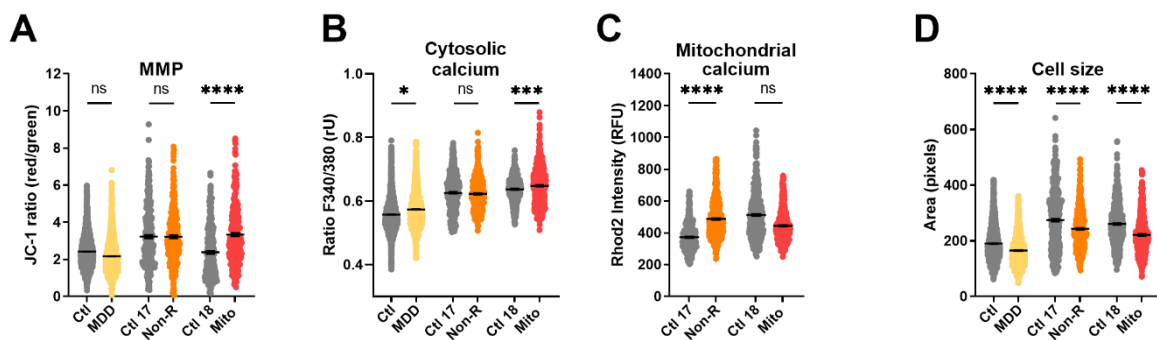 A
MMP
JC-1 ratio (red/green)
12
10
8
6
4
2
0
ns
ns
****
Ctl
MDD
Ctl 17
Non-R
Ctl 18
Mito
B
Cytosolic
calcium
Ratio F340/380 (rU)
1.0
0.8
0.6
0.4
*
ns
***
Ctl
MDD
Ctl 17
Non-R
Ctl 18
Mito
C
Mitochondrial
calcium
Rhod2 Intensity (RFU)
1400
1200
1000
800
600
400
200
0
****
ns
Ctl 17
Non-R
Ctl 18
Mito
D
Cell size
Area (pixels)
800
600
400
200
0
****
****
****
Ctl
MDD
Ctl 17
Non-R
Ctl 18
Mito